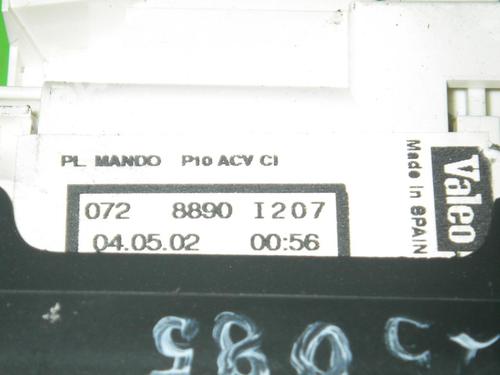 PL MANDO P10 ACV CI
072 8890 I207
04.05.02 00:56
Valeo
Made in SPAIN